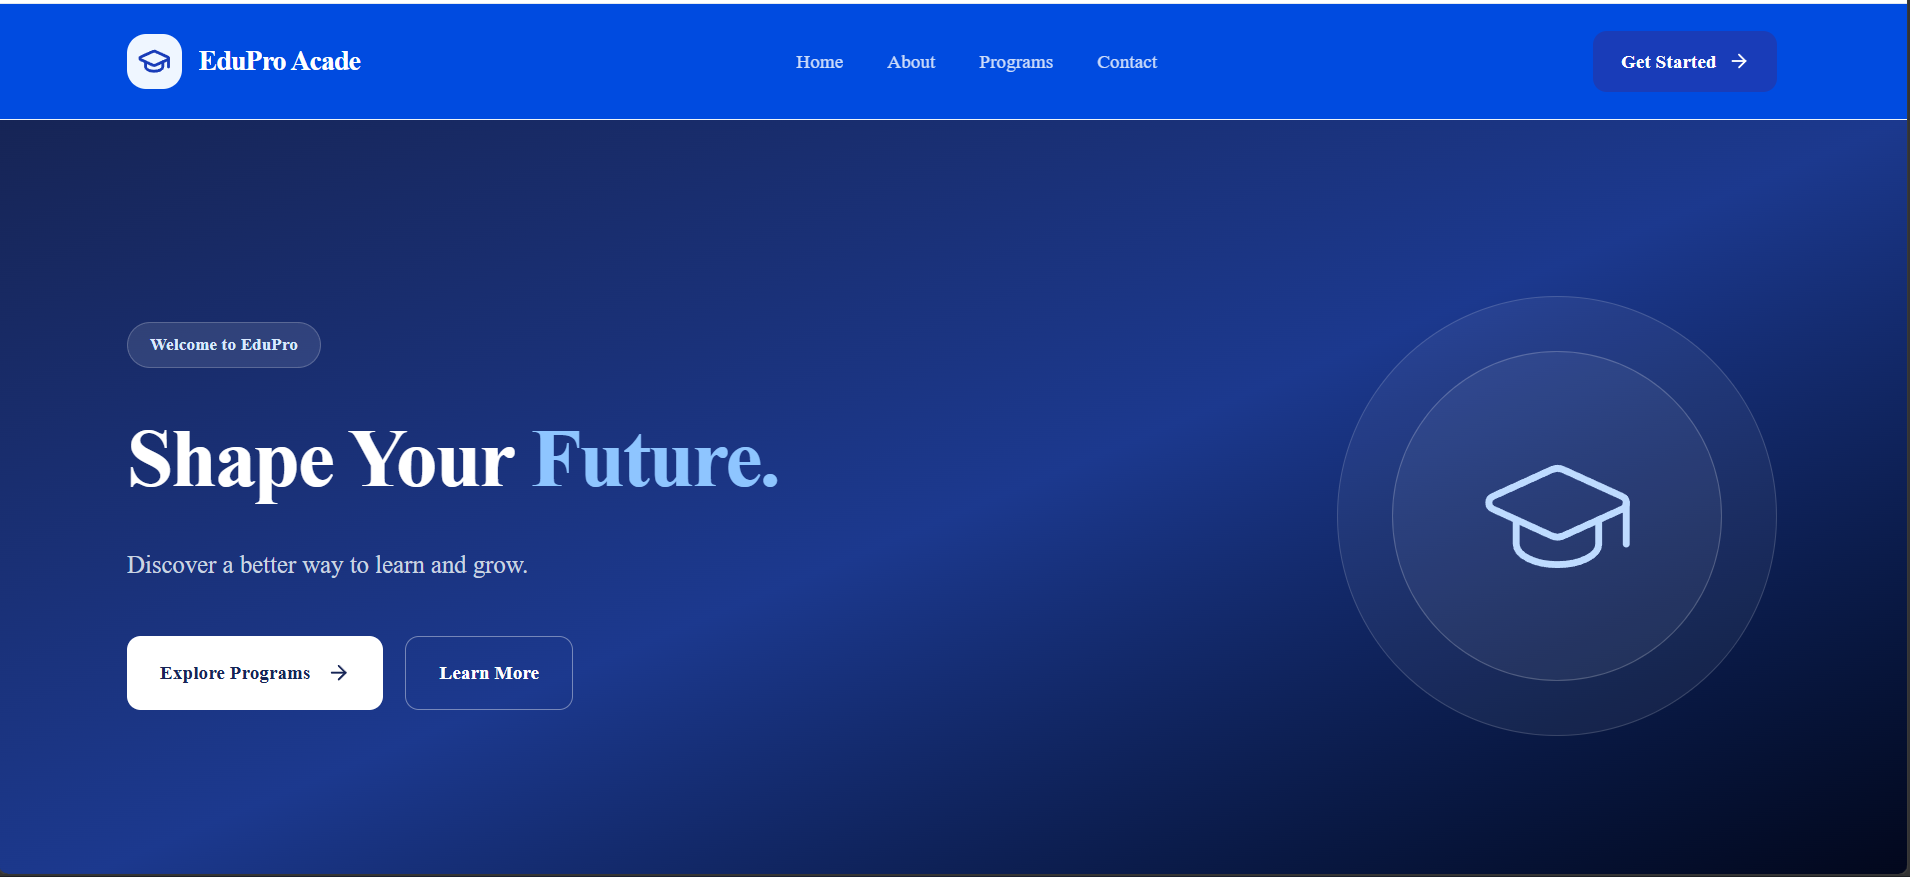 EduPro Acade
Home
About
Programs
Contact
Get Started
Welcome to EduPro
Shape Your Future.
Discover a better way to learn and grow.
Explore Programs
Learn More